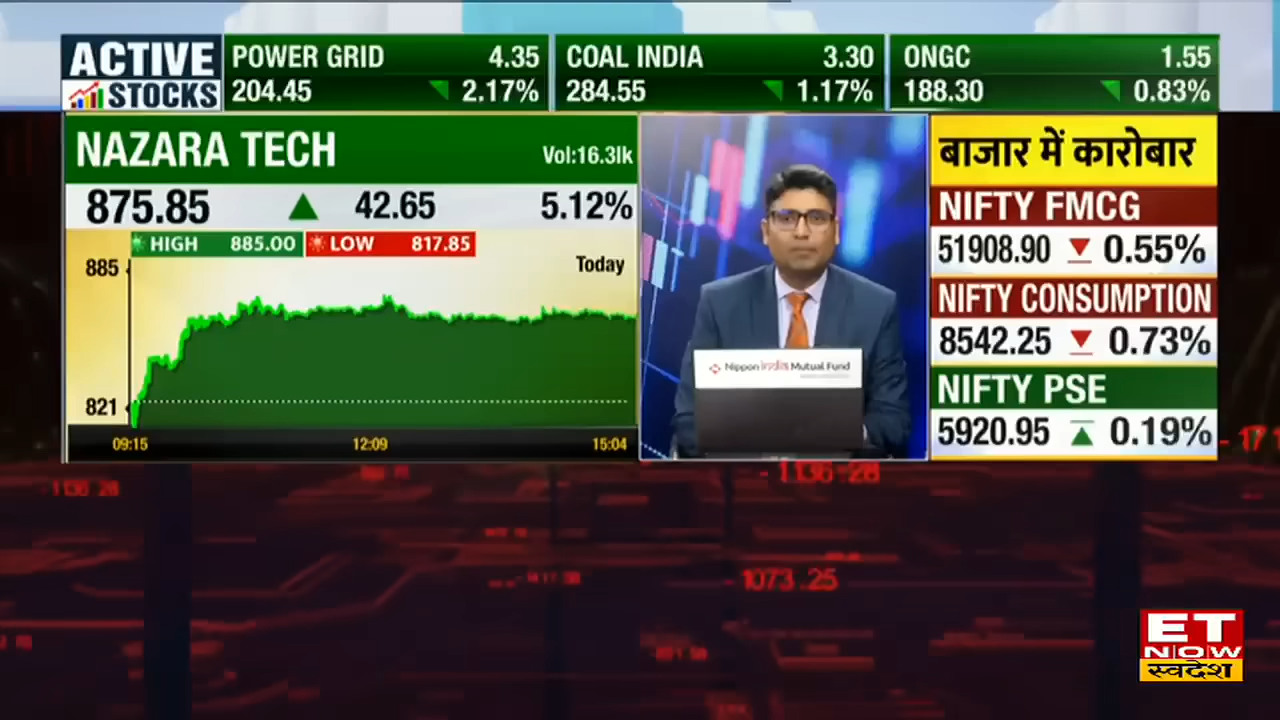 ACTIVE STOCKS
POWER GRID 4.35
204.45 2.17%
COAL INDIA 3.30
284.55 1.17%
ONGC 1.55
188.30 0.83%
NAZARA TECH Vol:16.3lk
875.85 42.65 5.12%
HIGH 885.00 LOW 817.85
Today
885
821
09:15 12:09 15:04
Nippon india Mutual Fund
बाजार में कारोबार
NIFTY FMCG
51908.90 0.55%
NIFTY CONSUMPTION
8542.25 0.73%
NIFTY PSE
5920.95 0.19%
- 1136.28
1136.28
1073.25
ET
NOW
स्वदेश